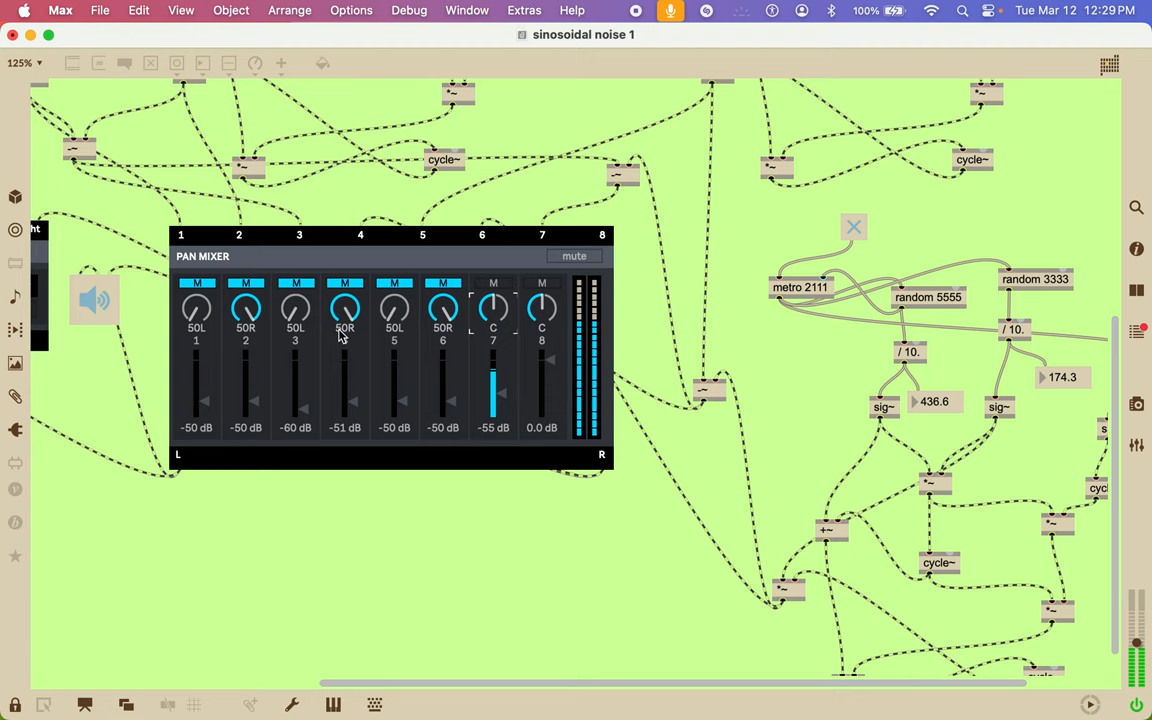 Max File Edit View Object Arrange Options Debug Window Extras Help 100% Tue Mar 12 12:29 PM
sinosoidal noise 1
125%
*~ *~
-~ *~ cycle~ -~ *~ cycle~
ht
1 2 3 4 5 6 7 8
PAN MIXER mute
M M M M M M M M
50L 50R 50L 50R 50L 50R C C
1 2 3 4 5 6 7 8
-50 dB -50 dB -60 dB -51 dB -50 dB -50 dB -55 dB 0.0 dB
L R
metro 2111
random 5555
random 3333
/ 10.
/ 10.
174.3
436.6
sig~
sig~
s
-~
*~
cycl
+~
*~
cycle~
*~
*~